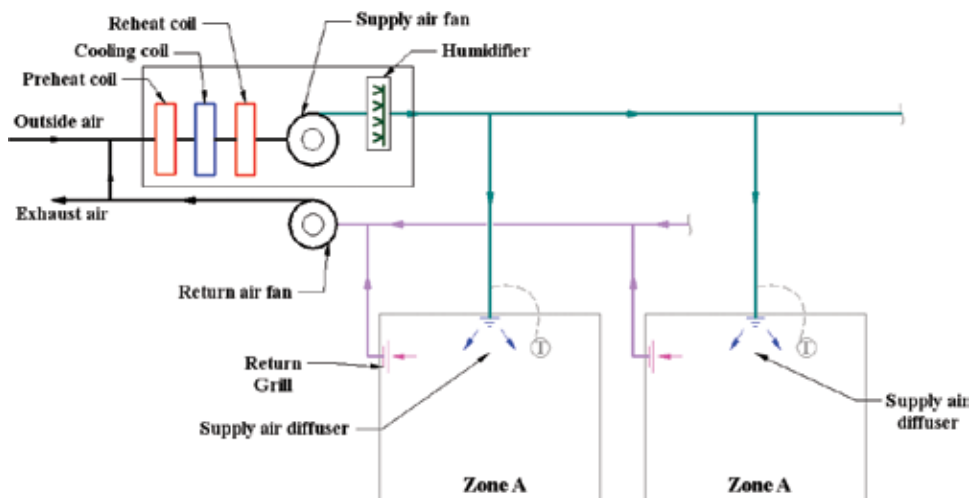 Reheat coil
Supply air fan
Cooling coil
Humidifier
Preheat coil
Outside air
Exhaust air
Return air fan
T
T
Return
Grill
Supply air diffuser
Supply air
diffuser
Zone A
Zone A